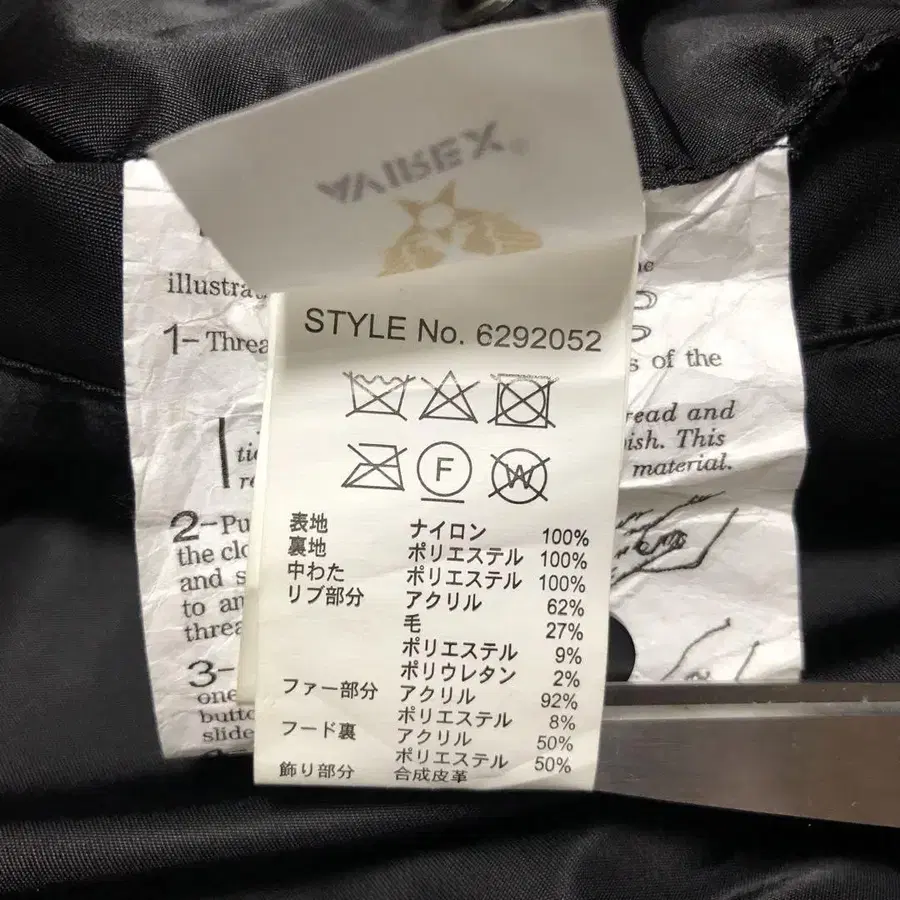 AVIREX®
illustra
1- Threa
s of the
read and
ish. This
material.
2-Pu
the clo
and s
to an
threa
3-
one
butto
slide
STYLE No. 6292052
F
W
表地 ナイロン 100%
裏地 ポリエステル 100%
中わた ポリエステル 100%
リブ部分 アクリル 62%
毛 27%
ポリエステル 9%
ポリウレタン 2%
ファー部分 アクリル 92%
ポリエステル 8%
フード裏 アクリル 50%
ポリエステル 50%
飾り部分 合成皮革